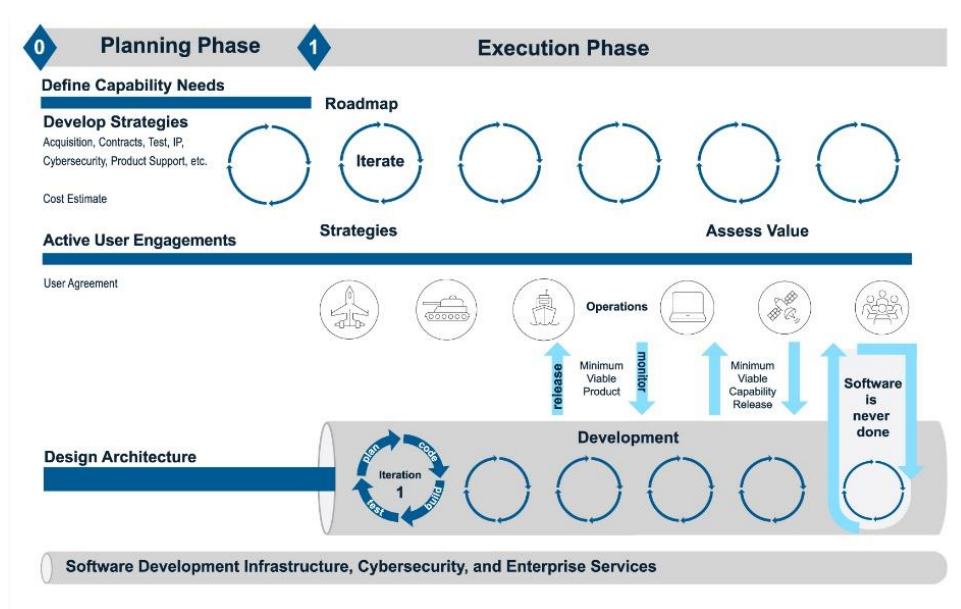 0
Planning Phase
1
Execution Phase
Define Capability Needs
Roadmap
Develop Strategies
Acquisition, Contracts, Test, IP,
Cybersecurity, Product Support, etc.
Iterate
Cost Estimate
Strategies
Assess Value
Active User Engagements
User Agreement
Operations
release
Minimum
Viable
Product
monitor
Minimum
Viable
Capability
Release
Software
is
never
done
Development
Design Architecture
plan
code
Iteration
1
test
build
Software Development Infrastructure, Cybersecurity, and Enterprise Services